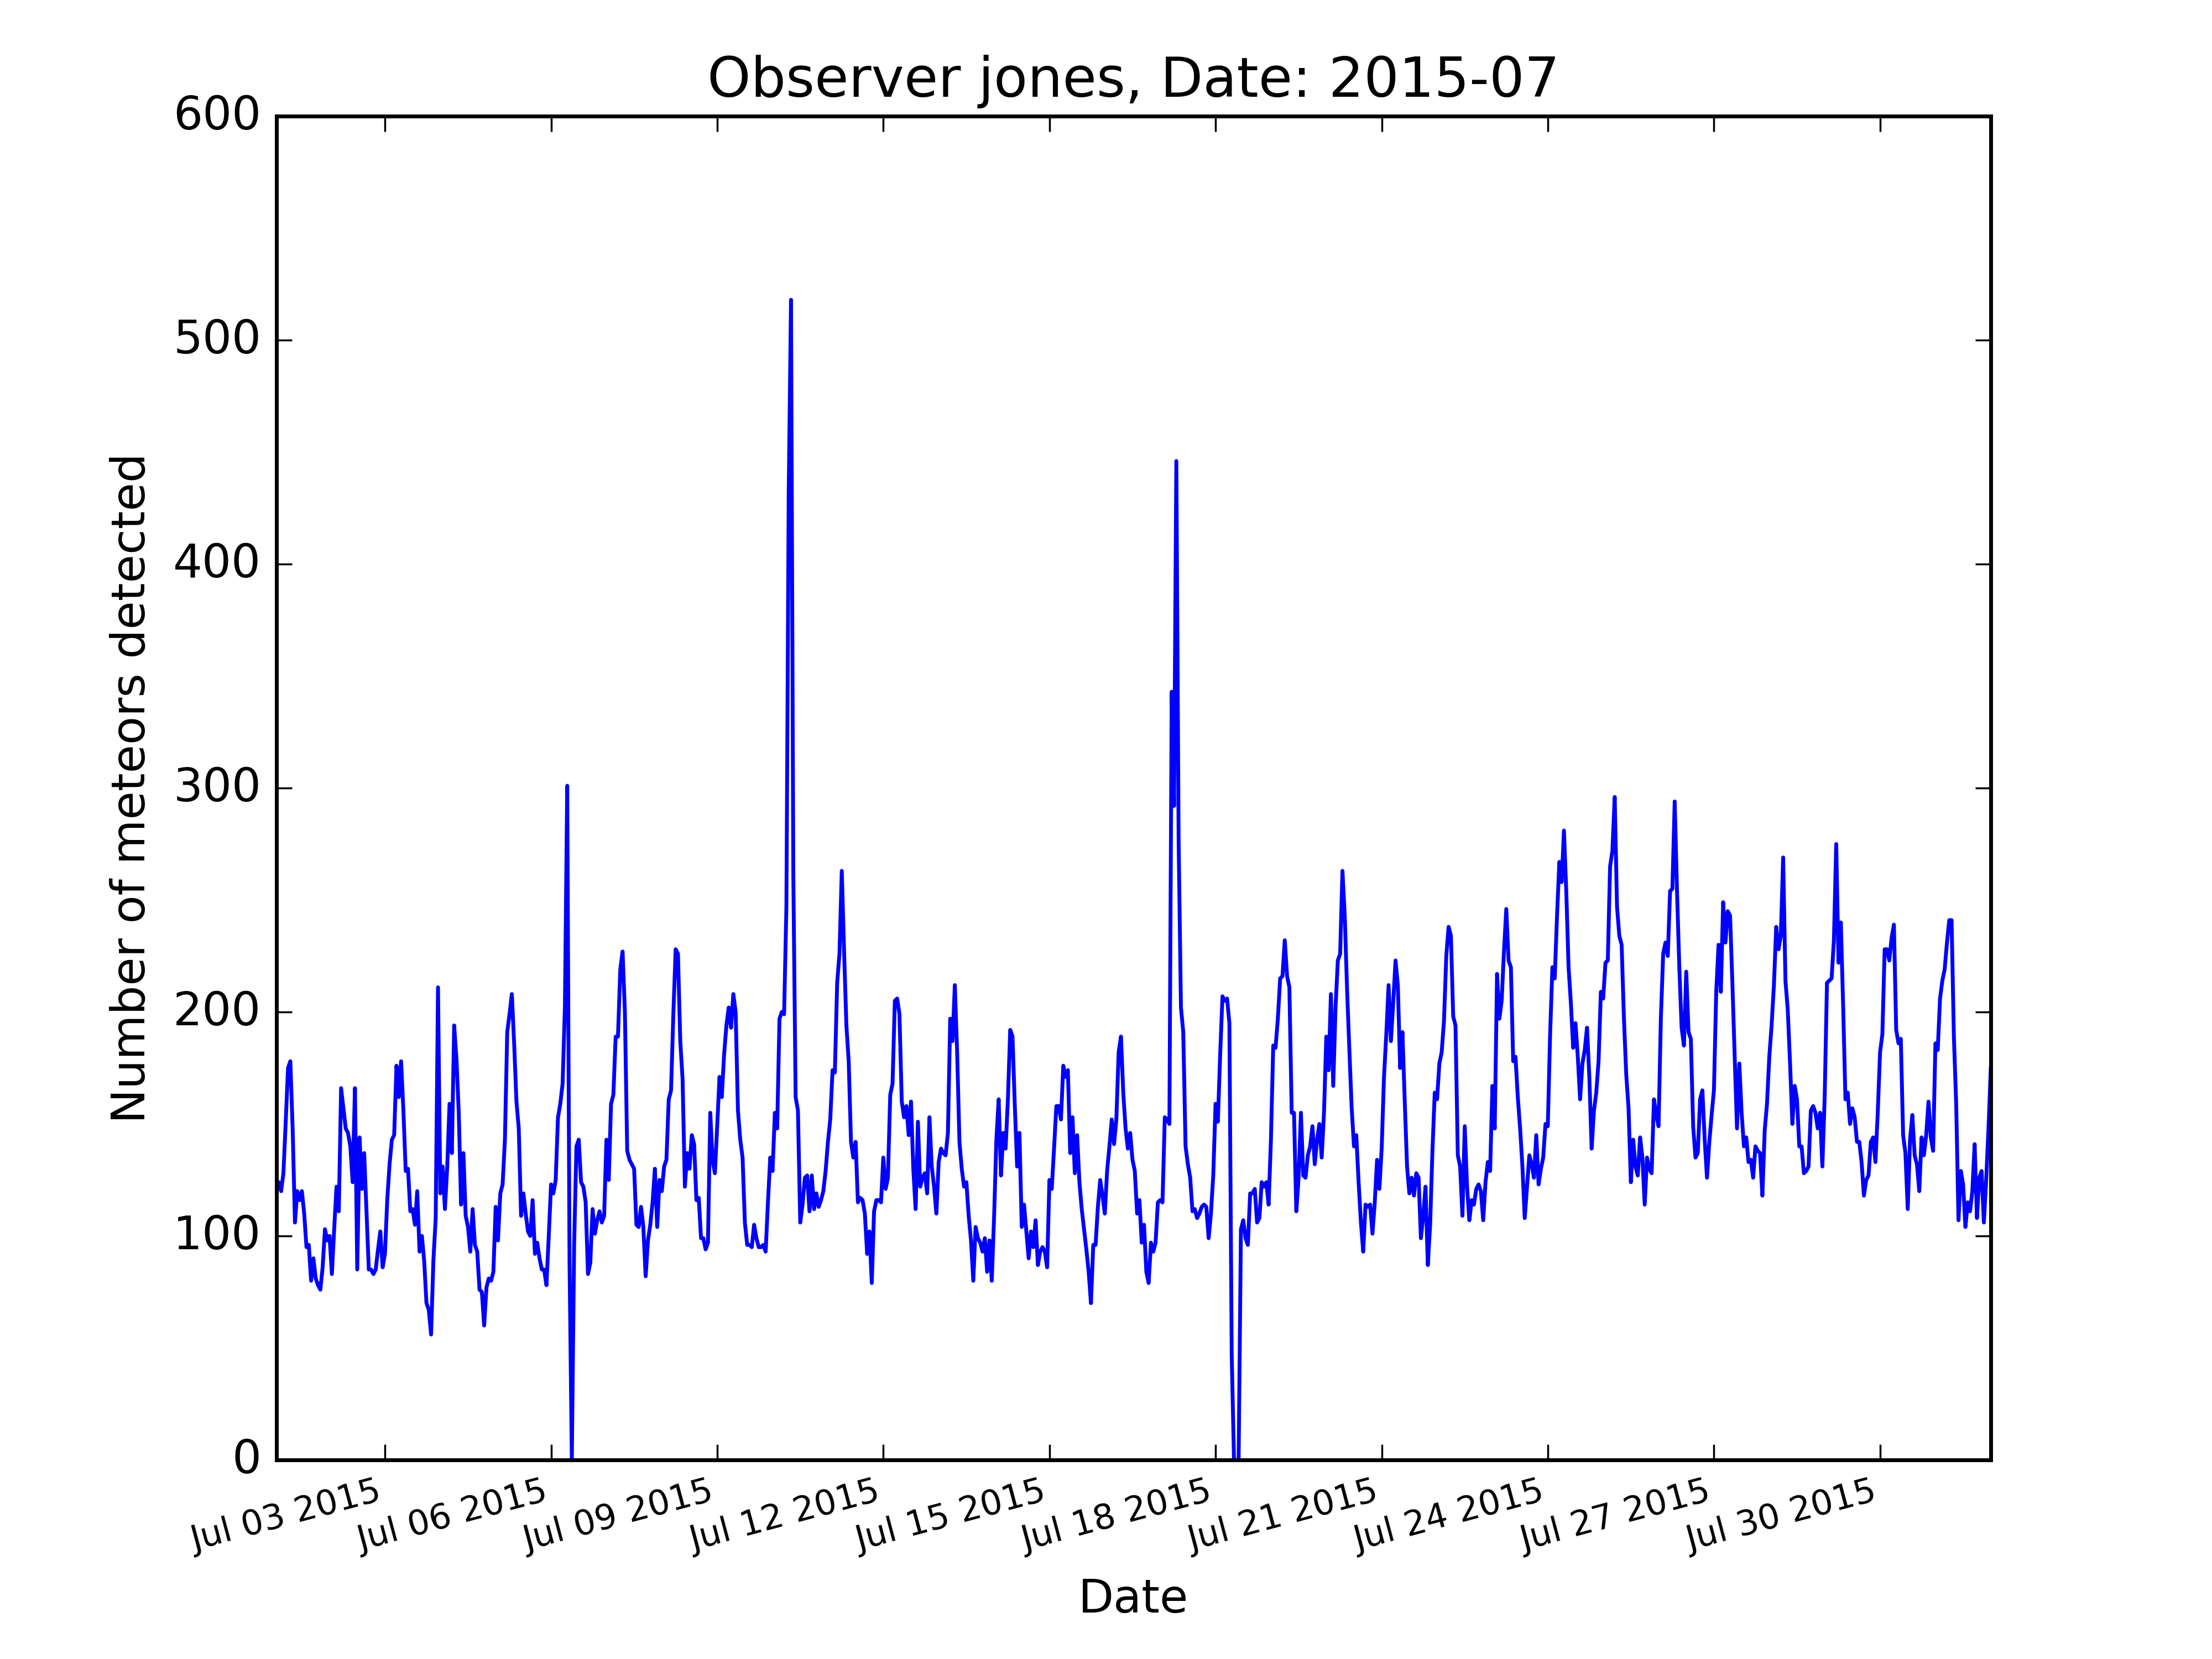 Observer jones, Date: 2015-07
600
500
400
300
200
100
0
Number of meteors detected
Jul 03 2015
Jul 06 2015
Jul 09 2015
Jul 12 2015
Jul 15 2015
Jul 18 2015
Jul 21 2015
Jul 24 2015
Jul 27 2015
Jul 30 2015
Date